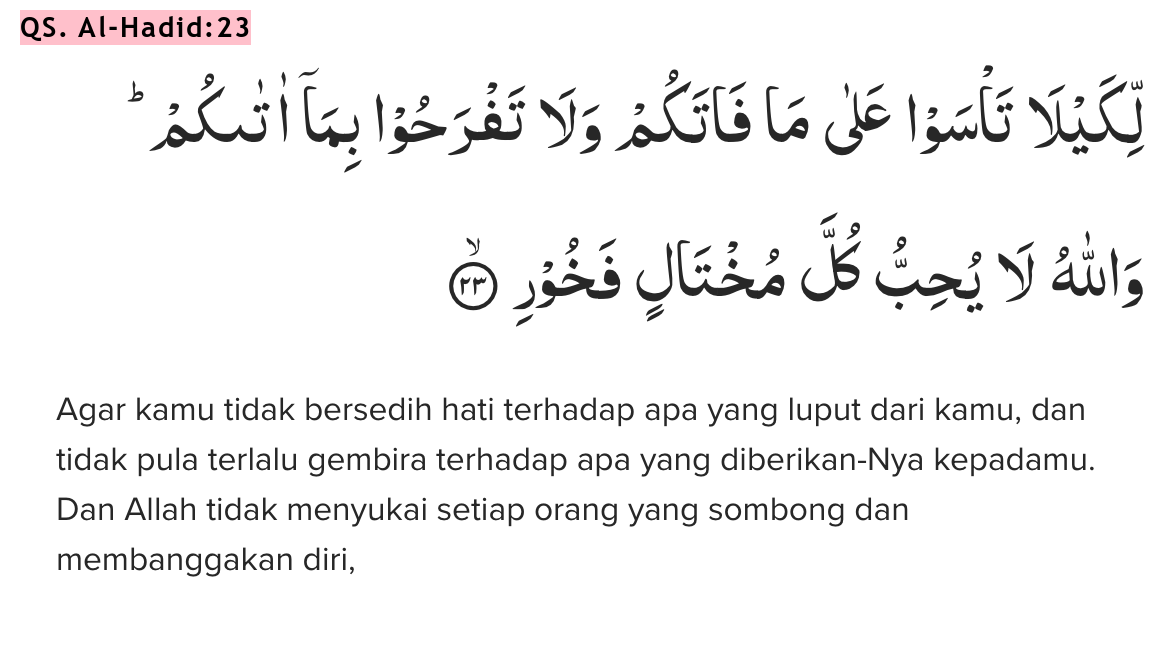 QS. Al-Hadid:23
لِّكَيْلَا تَأْسَوْا عَلٰى مَا فَاتَكُمْ وَلَا تَفْرَحُوْا بِمَآ اٰتٰىكُمْ ۗ
وَاللّٰهُ لَا يُحِبُّ كُلَّ مُخْتَالٍ فَخُوْرٍۙ ٢٣
Agar kamu tidak bersedih hati terhadap apa yang luput dari kamu, dan
tidak pula terlalu gembira terhadap apa yang diberikan-Nya kepadamu.
Dan Allah tidak menyukai setiap orang yang sombong dan
membanggakan diri,